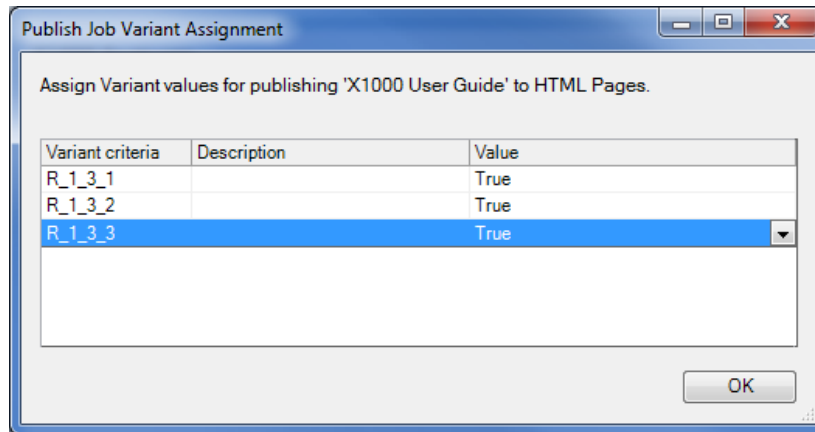 Publish Job Variant Assignment
Assign Variant values for publishing 'X1000 User Guide' to HTML Pages.
Variant criteria Description Value
R_1_3_1 True
R_1_3_2 True
R_1_3_3 True
OK